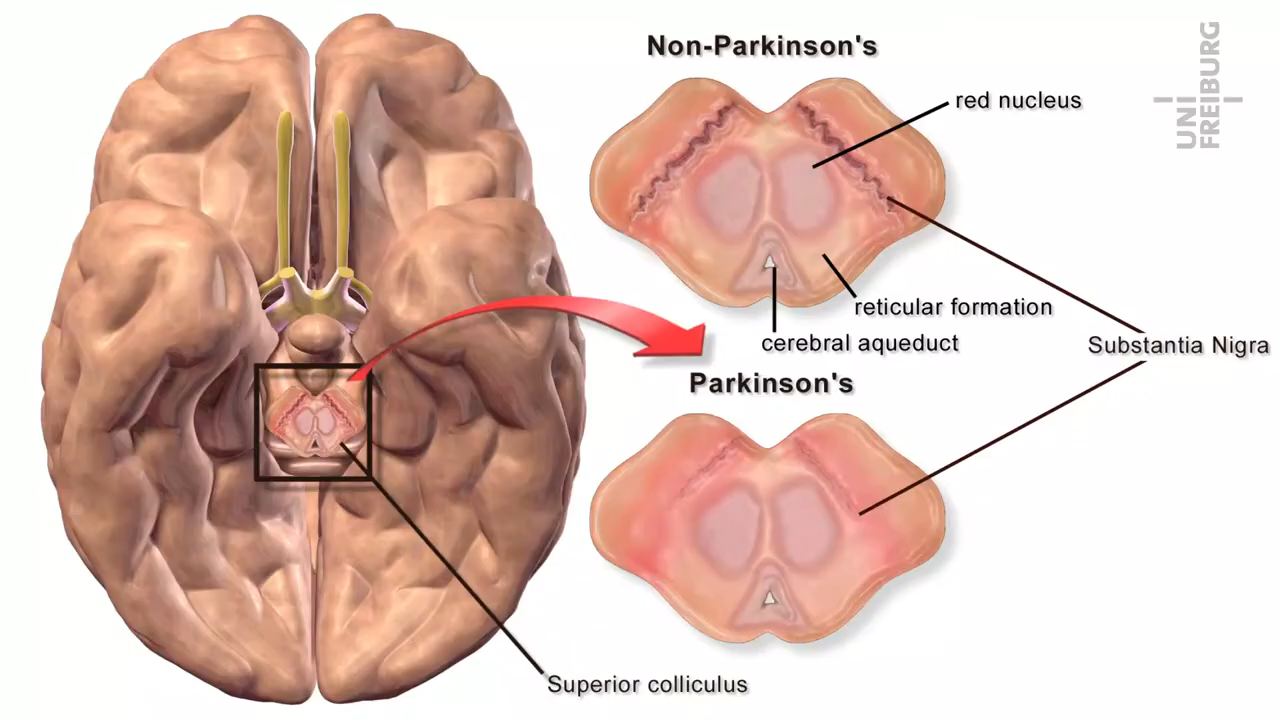 Non-Parkinson's
red nucleus
reticular formation
cerebral aqueduct
Substantia Nigra
Parkinson's
Superior colliculus
UNI
FREIBURG